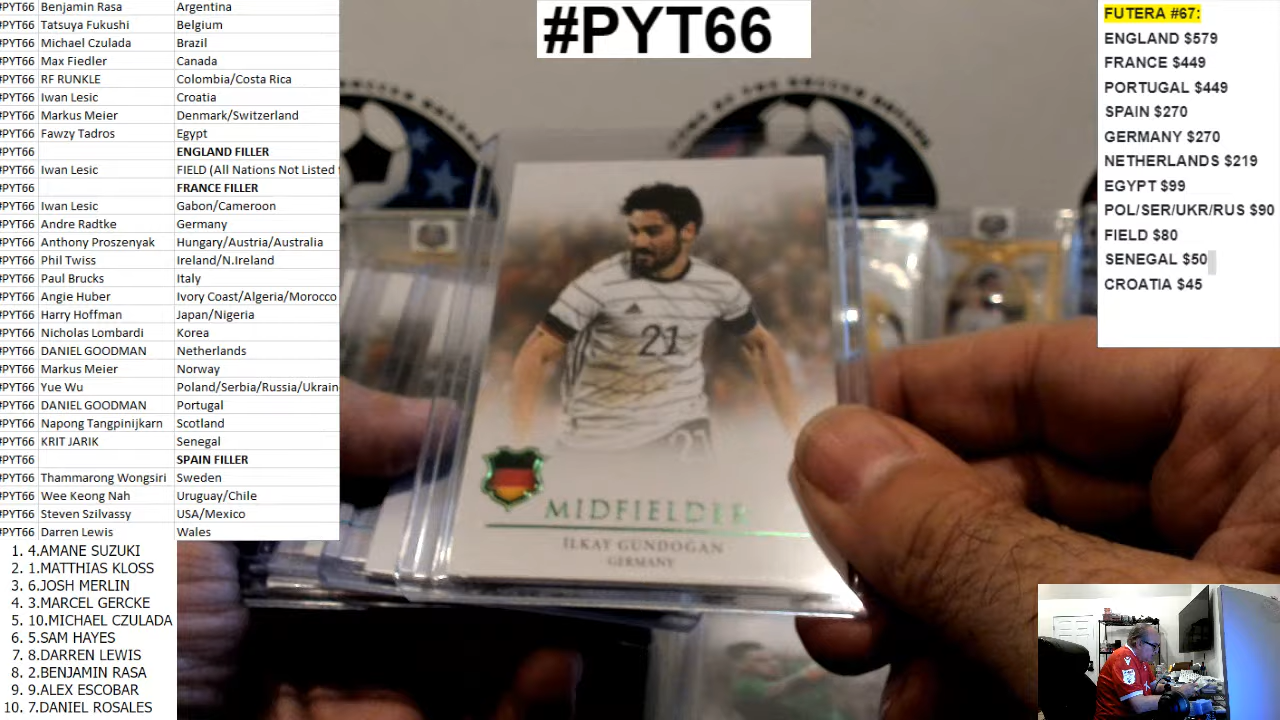 #PYT66
#PYT66 Benjamin Rasa Argentina
#PYT66 Tatsuya Fukushi Belgium
#PYT66 Michael Czulada Brazil
#PYT66 Max Fiedler Canada
#PYT66 RF RUNKLE Colombia/Costa Rica
#PYT66 Iwan Lesic Croatia
#PYT66 Markus Meier Denmark/Switzerland
#PYT66 Fawzy Tadros Egypt
#PYT66 ENGLAND FILLER
#PYT66 Iwan Lesic FIELD (All Nations Not Listed
#PYT66 FRANCE FILLER
#PYT66 Iwan Lesic Gabon/Cameroon
#PYT66 Andre Radtke Germany
#PYT66 Anthony Proszenyak Hungary/Austria/Australia
#PYT66 Phil Twiss Ireland/N.Ireland
#PYT66 Paul Brucks Italy
#PYT66 Angie Huber Ivory Coast/Algeria/Morocco
#PYT66 Harry Hoffman Japan/Nigeria
#PYT66 Nicholas Lombardi Korea
#PYT66 DANIEL GOODMAN Netherlands
#PYT66 Markus Meier Norway
#PYT66 Yue Wu Poland/Serbia/Russia/Ukrain
#PYT66 DANIEL GOODMAN Portugal
#PYT66 Napong Tangpinijkarn Scotland
#PYT66 KRIT JARIK Senegal
#PYT66 SPAIN FILLER
#PYT66 Thammarong Wongsiri Sweden
#PYT66 Wee Keong Nah Uruguay/Chile
#PYT66 Steven Szilvassy USA/Mexico
#PYT66 Darren Lewis Wales
1. 4.AMANE SUZUKI
2. 1.MATTHIAS KLOSS
3. 6.JOSH MERLIN
4. 3.MARCEL GERCKE
5. 10.MICHAEL CZULADA
6. 5.SAM HAYES
7. 8.DARREN LEWIS
8. 2.BENJAMIN RASA
9. 9.ALEX ESCOBAR
10. 7.DANIEL ROSALES
21
21
MIDFIELDER
ILKAY GUNDOGAN
GERMANY
FUTERA #67:
ENGLAND $579
FRANCE $449
PORTUGAL $449
SPAIN $270
GERMANY $270
NETHERLANDS $219
EGYPT $99
POL/SER/UKR/RUS $90
FIELD $80
SENEGAL $50
CROATIA $45